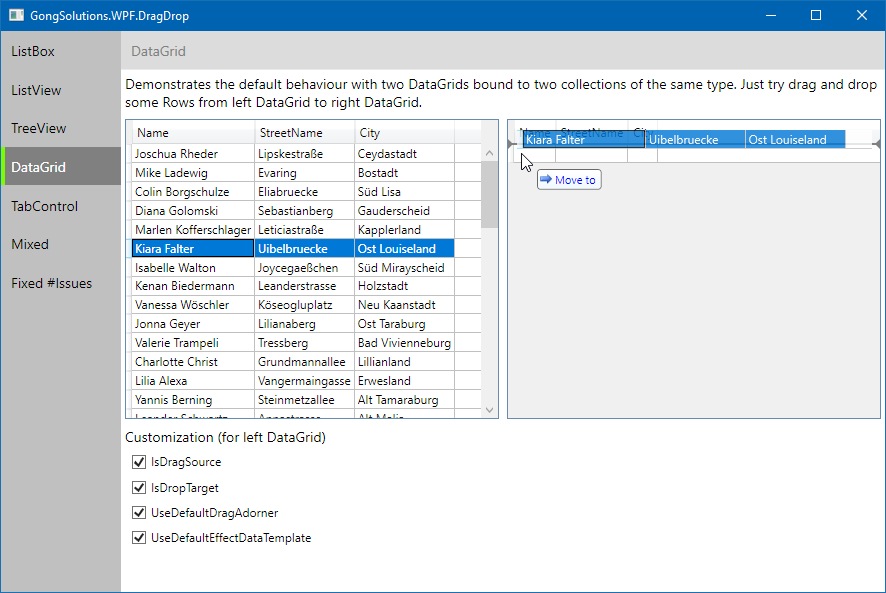 GongSolutions.WPF.DragDrop
ListBox
ListView
TreeView
DataGrid
TabControl
Mixed
Fixed #Issues
DataGrid
Demonstrates the default behaviour with two DataGrids bound to two collections of the same type. Just try drag and drop
some Rows from left DataGrid to right DataGrid.
Name StreetName City
Joschua Rheder Lipskestraße Ceydastadt
Mike Ladewig Evaring Bostadt
Colin Borgschulze Eliabruecke Süd Lisa
Diana Golomski Sebastianberg Gauderscheid
Marlen Kofferschlager Leticiastraße Kapplerland
Kiara Falter Uibelbruecke Ost Louiseland
Isabelle Walton Joycegaeßchen Süd Mirayscheid
Kenan Biedermann Leanderstrasse Holzstadt
Vanessa Wöschler Köseogluplatz Neu Kaanstadt
Jonna Geyer Lilianaberg Ost Taraburg
Valerie Trampeli Tressberg Bad Vivienneburg
Charlotte Christ Grundmannallee Lillianland
Lilia Alexa Vangermaingasse Erwesland
Yannis Berning Steinmetzallee Alt Tamaraburg
Name StreetName
Kiara Falter Uibelbruecke Ost Louiseland
Move to
Customization (for left DataGrid)
IsDragSource
IsDropTarget
UseDefaultDragAdorner
UseDefaultEffectDataTemplate